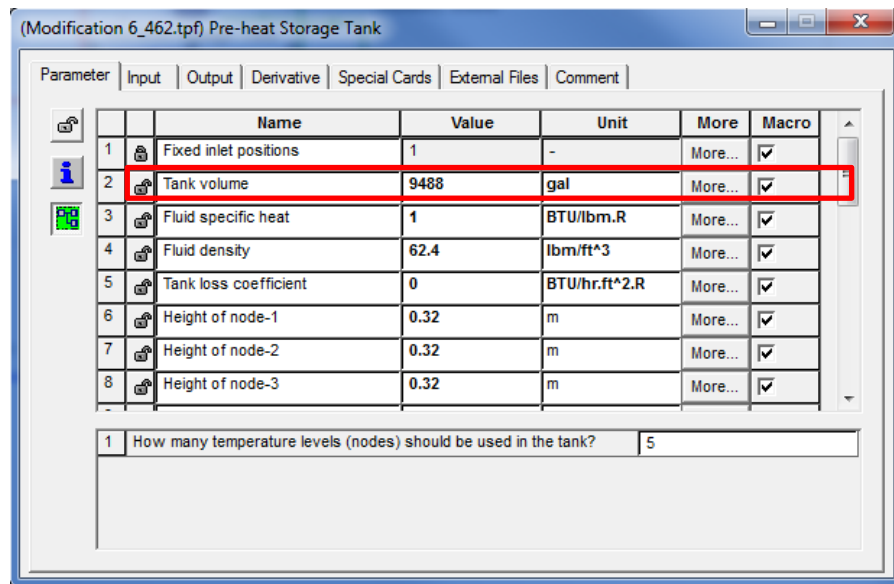 (Modification 6_462.tpf) Pre-heat Storage Tank
Parameter Input Output Derivative Special Cards External Files Comment
Name Value Unit More Macro
1 Fixed inlet positions 1 - More...
2 Tank volume 9488 gal More...
3 Fluid specific heat 1 BTU/lbm.R More...
4 Fluid density 62.4 lbm/ft^3 More...
5 Tank loss coefficient 0 BTU/hr.ft^2.R More...
6 Height of node-1 0.32 m More...
7 Height of node-2 0.32 m More...
8 Height of node-3 0.32 m More...
1 How many temperature levels (nodes) should be used in the tank? 5